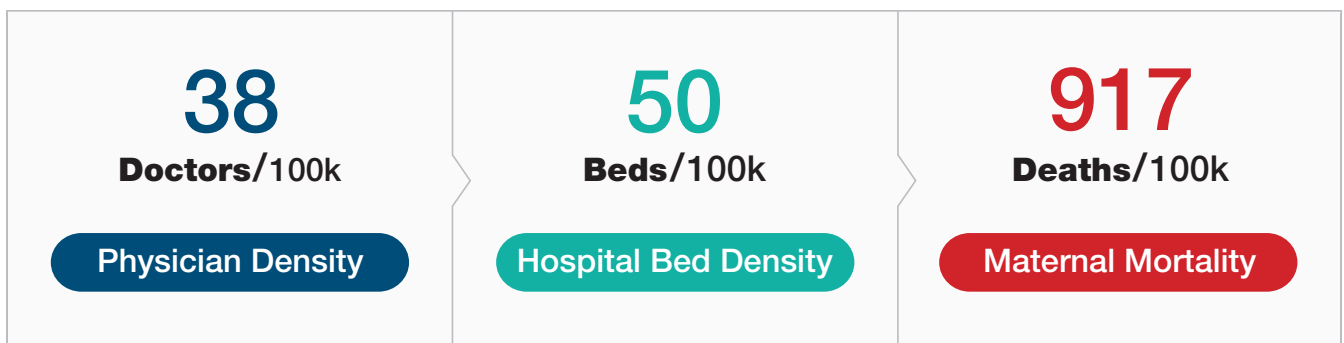 38
Doctors/100k
Physician Density
50
Beds/100k
Hospital Bed Density
917
Deaths/100k
Maternal Mortality